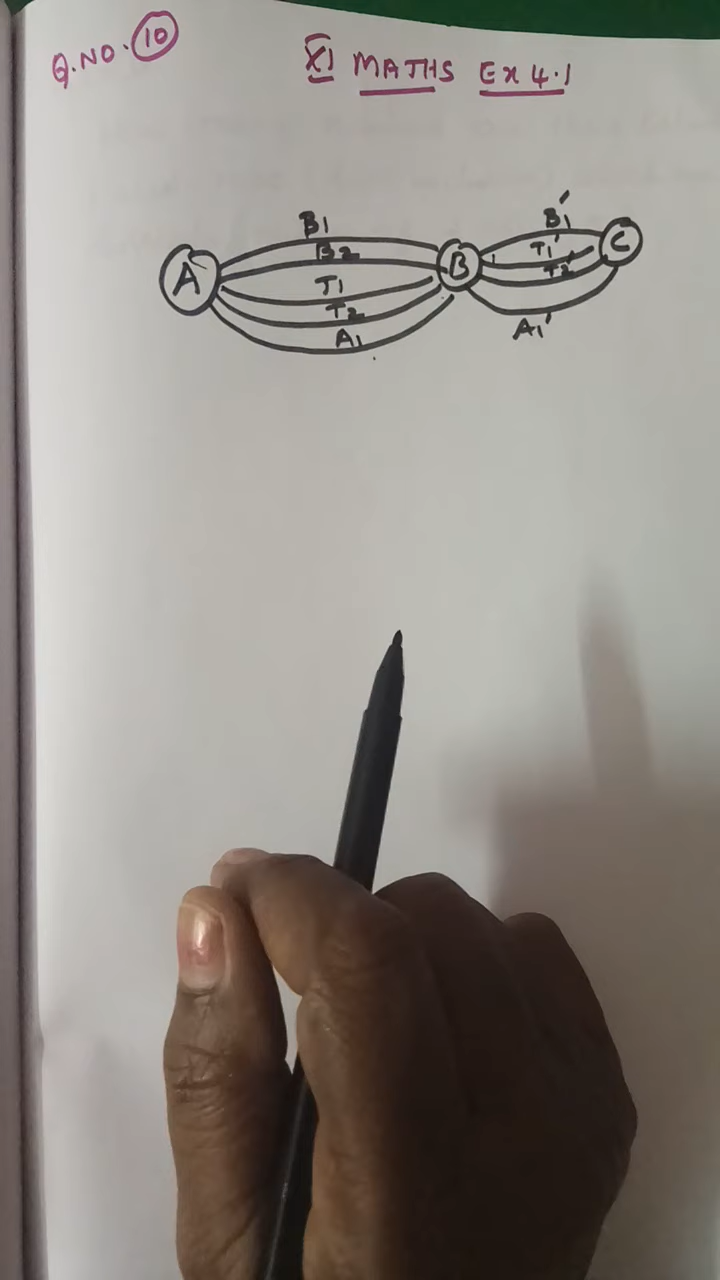 Q.NO. 10
XI MATHS Ex 4.1
B1 B1'
A B2 B T1' C
T1 T2'
T2
A1 A1'